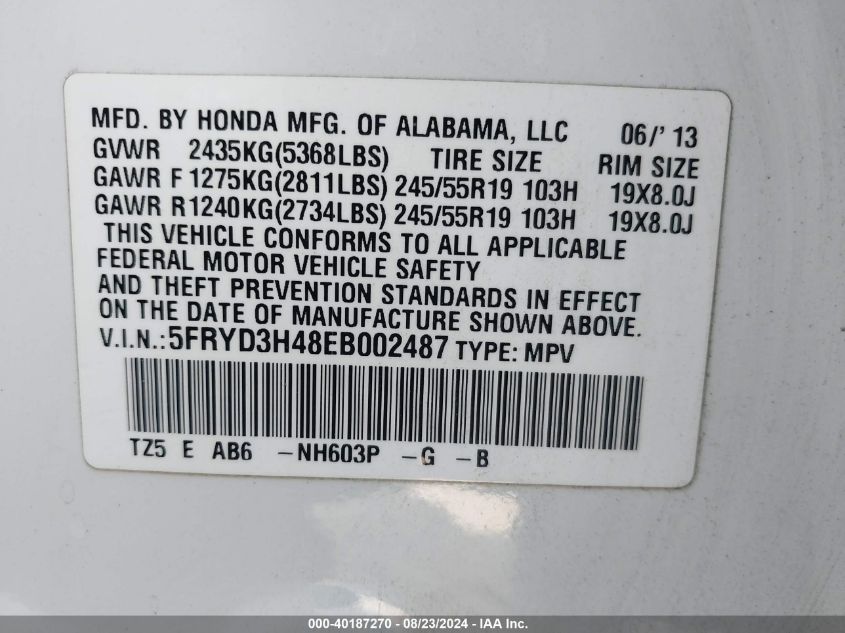 MFD. BY HONDA MFG. OF ALABAMA, LLC 06/'13
GVWR 2435KG(5368LBS) TIRE SIZE RIM SIZE
GAWR F 1275KG(2811LBS) 245/55R19 103H 19X8.0J
GAWR R 1240KG(2734LBS) 245/55R19 103H 19X8.0J
THIS VEHICLE CONFORMS TO ALL APPLICABLE
FEDERAL MOTOR VEHICLE SAFETY
AND THEFT PREVENTION STANDARDS IN EFFECT
ON THE DATE OF MANUFACTURE SHOWN ABOVE.
V.I.N.:5FRYD3H48EB002487 TYPE: MPV
TZ5 E AB6 -NH603P -G -B
000-40187270 - 08/23/2024 - IAA Inc.